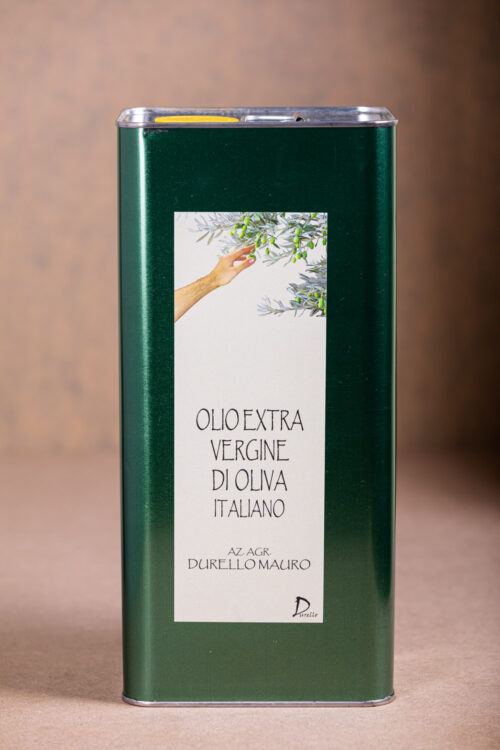 OLIO EXTRA
VERGINE
DI OLIVA
ITALIANO
AZ. AGR.
DURELLO MAURO
Durello